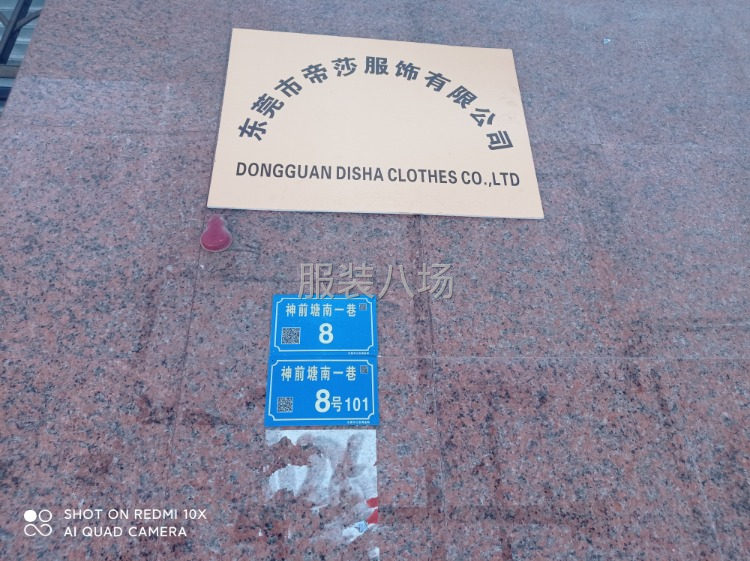 东莞市帝莎服饰有限公司
DONGGUAN DISHA CLOTHES CO.,LTD
服装八场
神前塘南一巷
8
神前塘南一巷
8号101
SHOT ON REDMI 10X
AI QUAD CAMERA